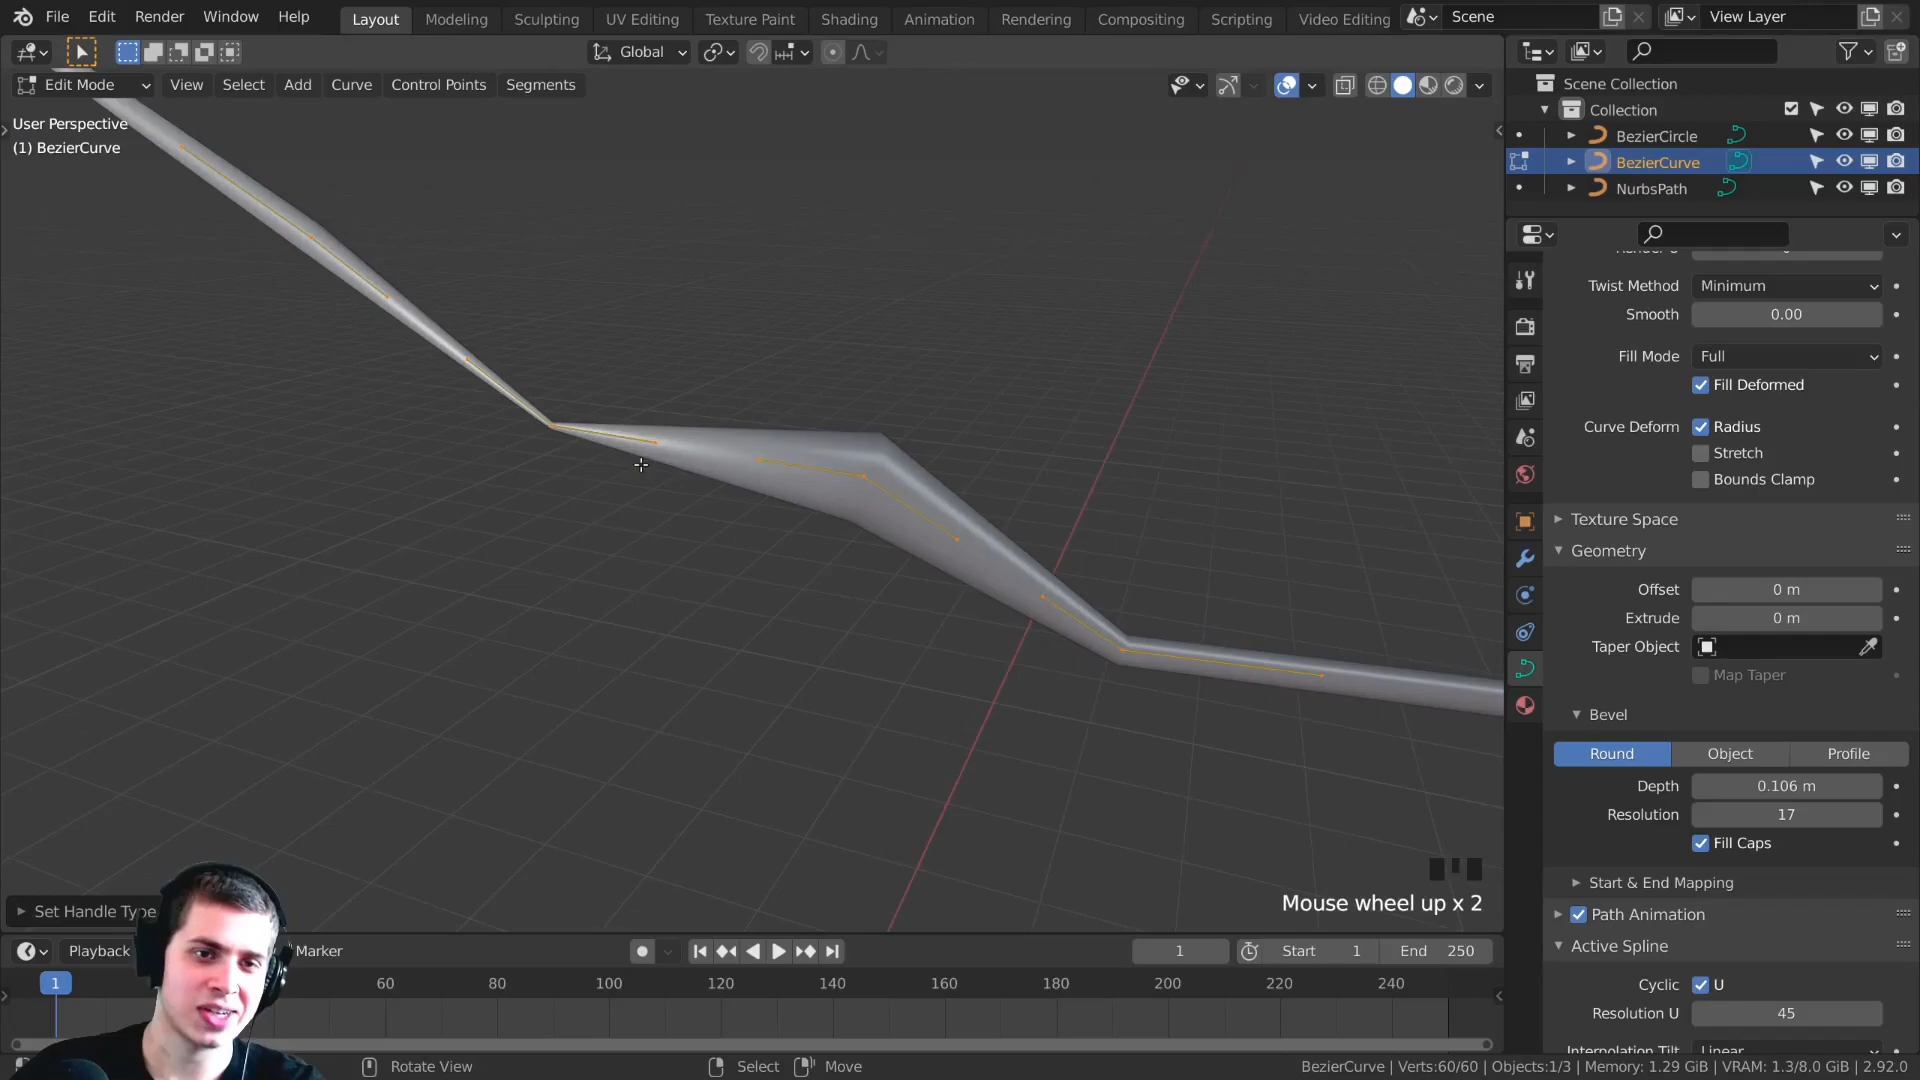 File Edit Render Window Help Layout Modeling Sculpting UV Editing Texture Paint Shading Animation Rendering Compositing Scripting Video Editing Scene View Layer
Global
Edit Mode View Select Add Curve Control Points Segments
User Perspective
(1) BezierCurve
Scene Collection
Collection
BezierCircle
BezierCurve
NurbsPath
Twist Method Minimum
Smooth 0.00
Fill Mode Full
Fill Deformed
Curve Deform Radius
Stretch
Bounds Clamp
Texture Space
Geometry
Offset 0 m
Extrude 0 m
Taper Object
Map Taper
Bevel
Round Object Profile
Depth 0.106 m
Resolution 17
Fill Caps
Start & End Mapping
Path Animation
Active Spline
Cyclic U
Resolution U 45
Interpolation Tilt Linear
Mouse wheel up x 2
Set Handle Type
Playback Marker 1 Start 1 End 250
1 60 80 100 120 140 160 180 200 220 240
Rotate View Select Move BezierCurve | Verts:60/60 | Objects:1/3 | Memory: 1.29 GiB | VRAM: 1.3/8.0 GiB | 2.92.0